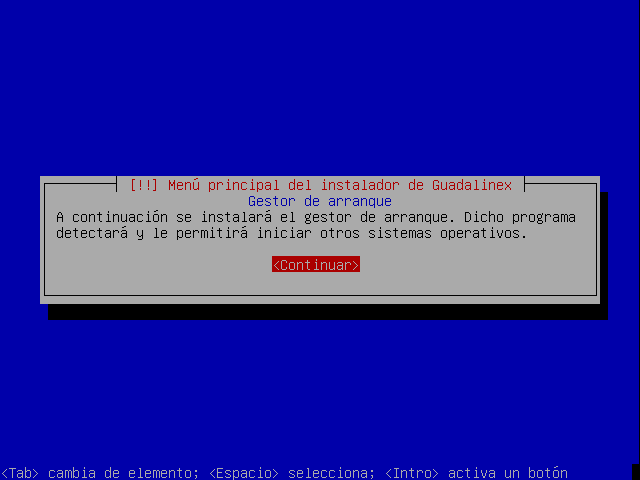 [!!] Menú principal del instalador de Guadalinex
Gestor de arranque
A continuación se instalará el gestor de arranque. Dicho programa
detectará y le permitirá iniciar otros sistemas operativos.
<Continuar>
<Tab> cambia de elemento; <Espacio> selecciona; <Intro> activa un botón